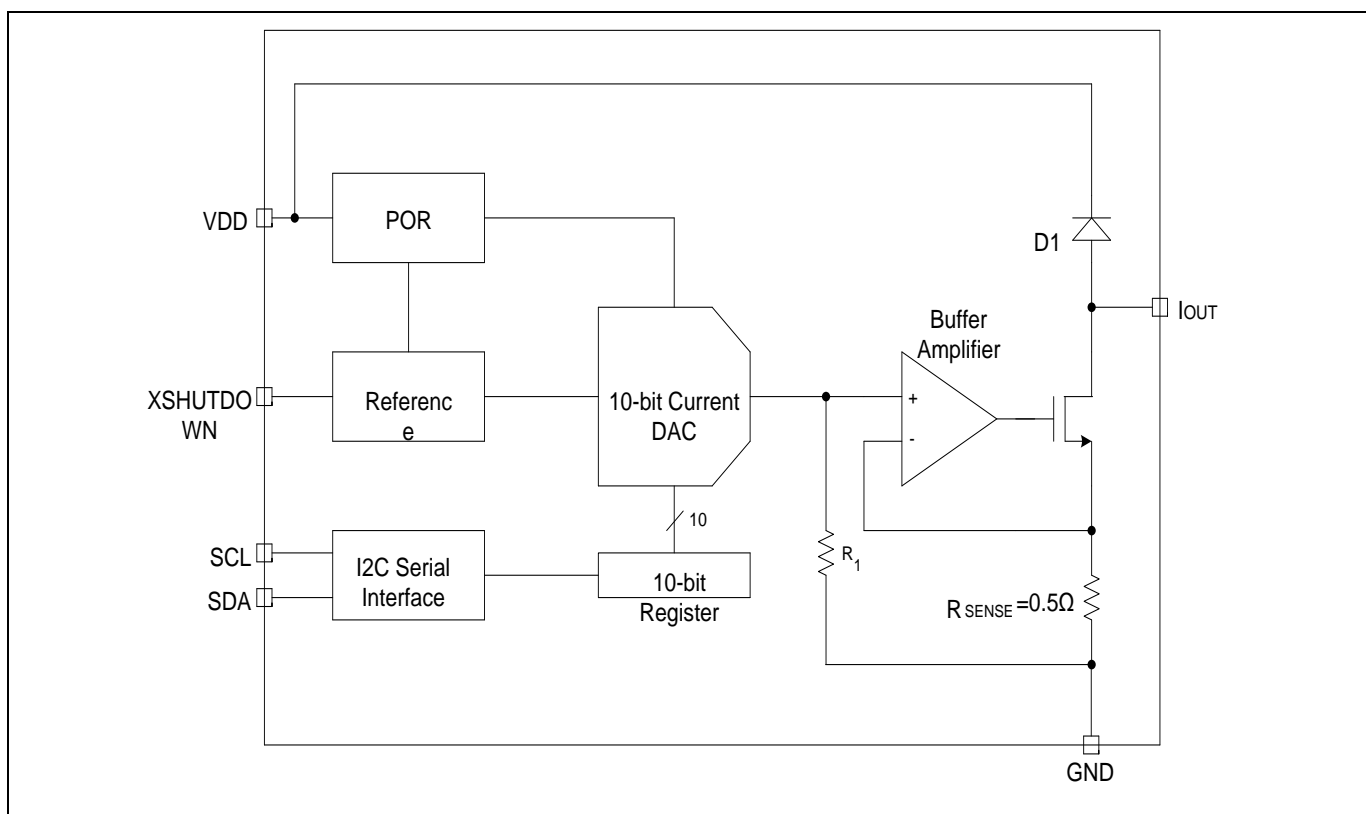 VDD
POR
D1
IOUT
Buffer
Amplifier
XSHUTDO
WN
Referenc
e
10-bit Current
DAC
+
-
10
R1
SCL
SDA
I2C Serial
Interface
10-bit
Register
R SENSE =0.5Ω
GND